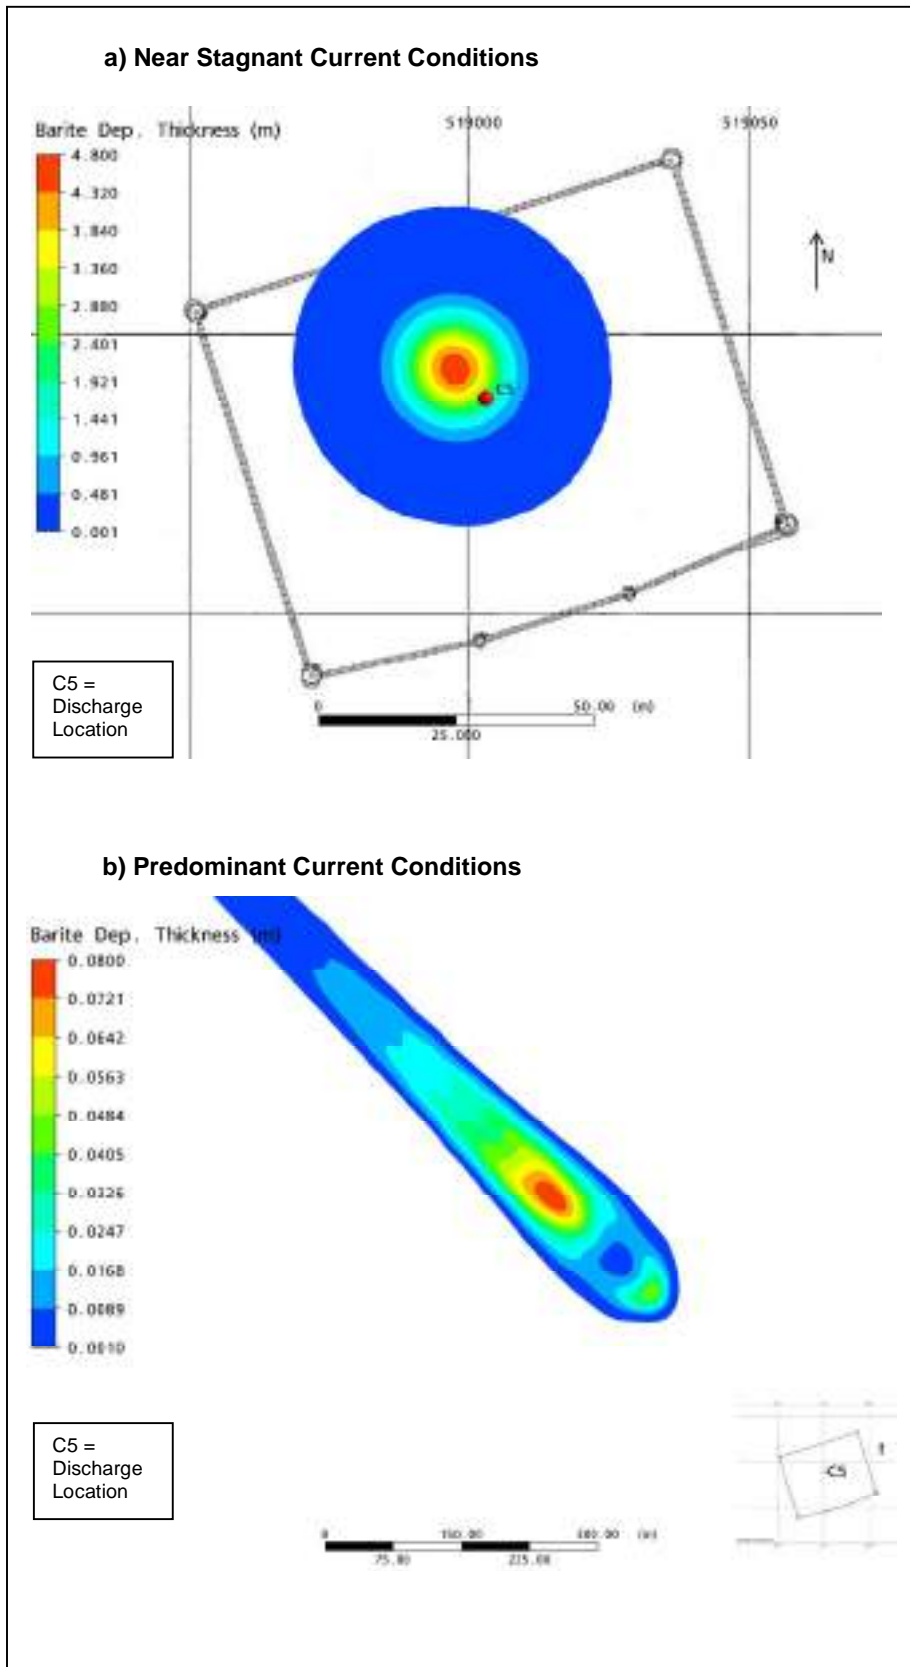 a) Near Stagnant Current Conditions
519000 519050
Barite Dep. Thickness (m)
4.800
4.320
3.840
3.360
2.880
2.401
1.921
1.441
0.961
0.481
0.001
N
C5
C5 =
Discharge
Location
0 50.00 (m)
25.000
b) Predominant Current Conditions
Barite Dep. Thickness (m)
0.0800
0.0721
0.0642
0.0563
0.0484
0.0405
0.0326
0.0247
0.0168
0.0089
0.0010
C5 =
Discharge
Location
C5
0 150.00 300.00 (m)
75.00 225.00